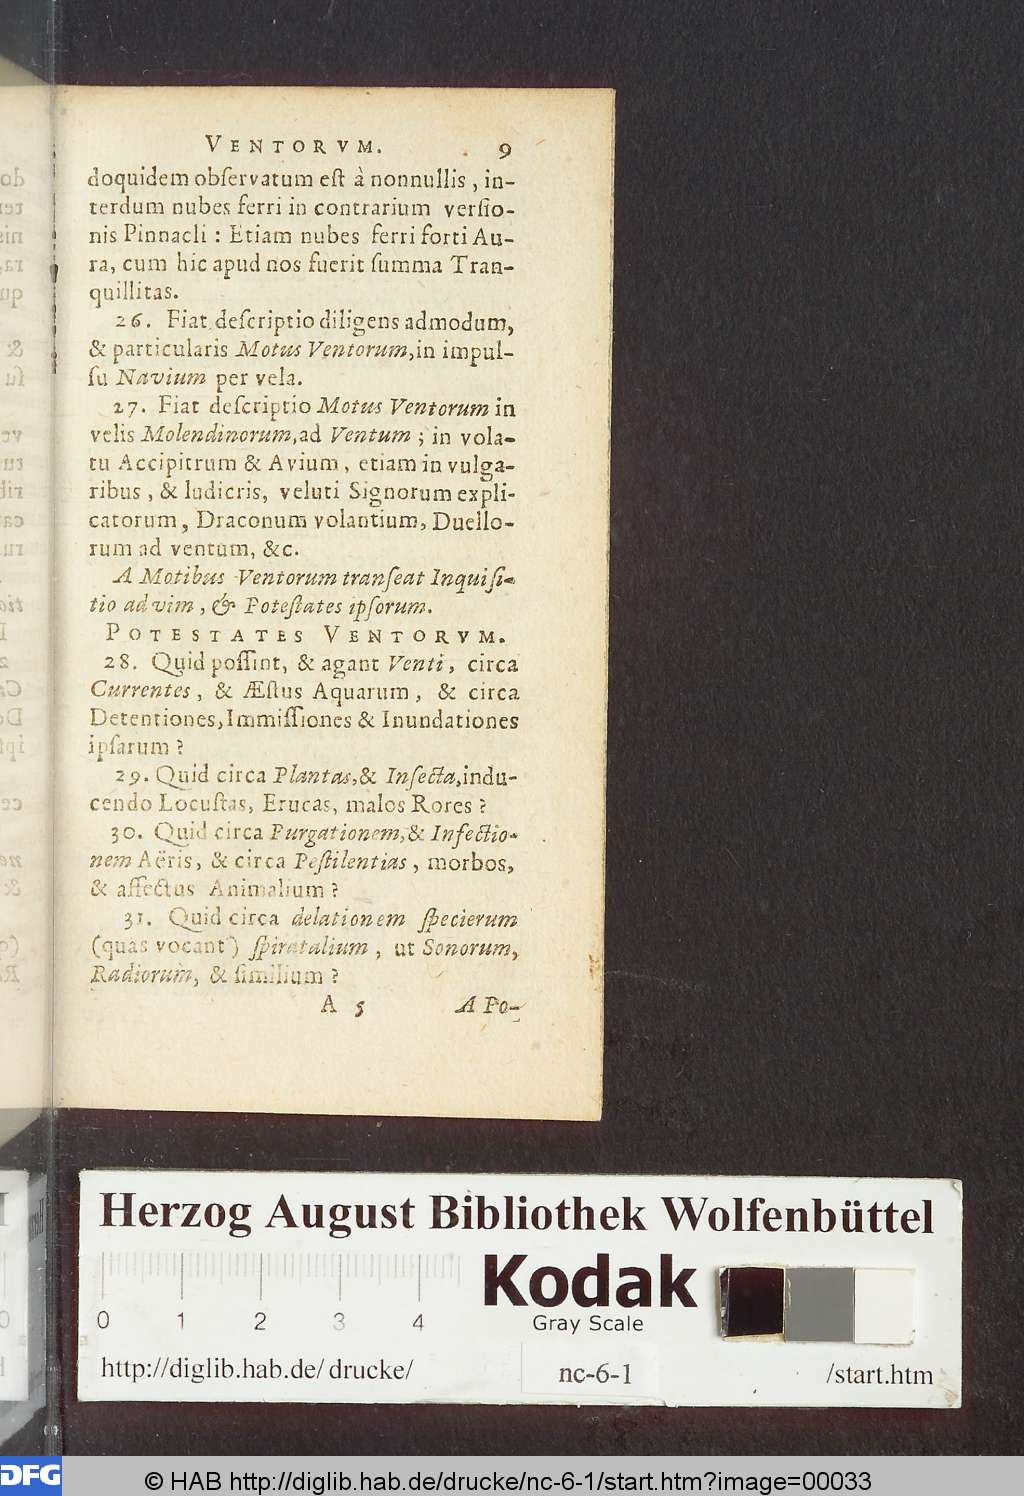 VENTORVM. 9
doquidem obſervatum eſt à nonnullis, in-
terdum nubes ferri in contrarium verſio-
nis Pinnacli : Etiam nubes ferri forti Au-
ra, cum hic apud nos fuerit ſumma Tran-
quillitas.
26. Fiat deſcriptio diligens admodum,
& particularis Motus Ventorum, in impul-
ſu Navium per vela.
27. Fiat deſcriptio Motus Ventorum in
velis Molendinorum, ad Ventum ; in vola-
tu Accipitrum & Avium, etiam in vulga-
ribus, & ludicris, veluti Signorum expli-
catorum, Draconum volantium, Duello-
rum ad ventum, &c.
A Motibus Ventorum tranſeat Inquiſi-
tio ad vim, & Poteſtates ipſorum.
POTESTATES VENTORVM.
28. Quid poſſint, & agant Venti, circa
Currentes, & Æſtus Aquarum, & circa
Detentiones, Immiſſiones & Inundationes
ipſarum ?
29. Quid circa Plantas, & Inſecta, indu-
cendo Locuſtas, Erucas, malos Rores ?
30. Quid circa Purgationem, & Infectio-
nem Aëris, & circa Peſtilentias, morbos,
& affectus Animalium ?
31. Quid circa delationem ſpecierum
(quas vocant) ſpiratalium, ut Sonorum,
Radiorum, & ſimilium ?
A 5 A Po-
Herzog August Bibliothek Wolfenbüttel
Kodak
Gray Scale
0 1 2 3 4
http://diglib.hab.de/ drucke/ nc-6-1 /start.htm
DFG © HAB http://diglib.hab.de/drucke/nc-6-1/start.htm?image=00033